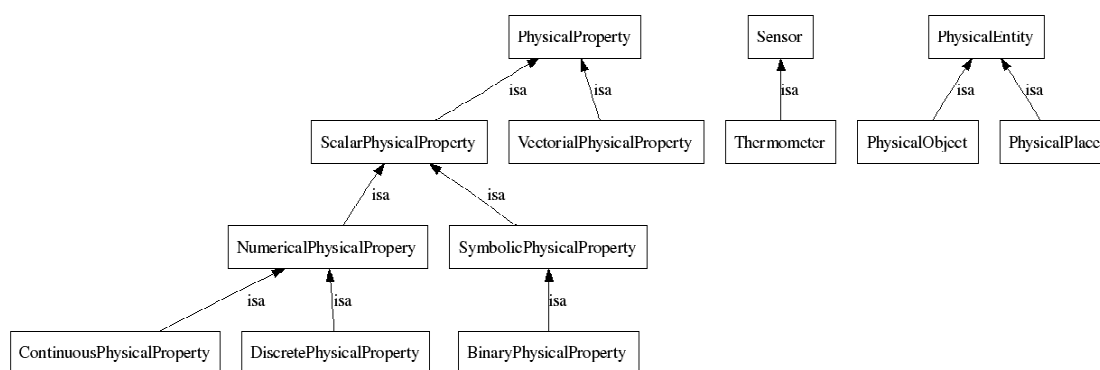 PhysicalProperty
Sensor
PhysicalEntity
isa
isa
isa
isa
isa
ScalarPhysicalProperty
VectorialPhysicalProperty
Thermometer
PhysicalObject
PhysicalPlace
isa
isa
NumericalPhysicalPropery
SymbolicPhysicalProperty
isa
isa
isa
ContinuousPhysicalProperty
DiscretePhysicalProperty
BinaryPhysicalProperty